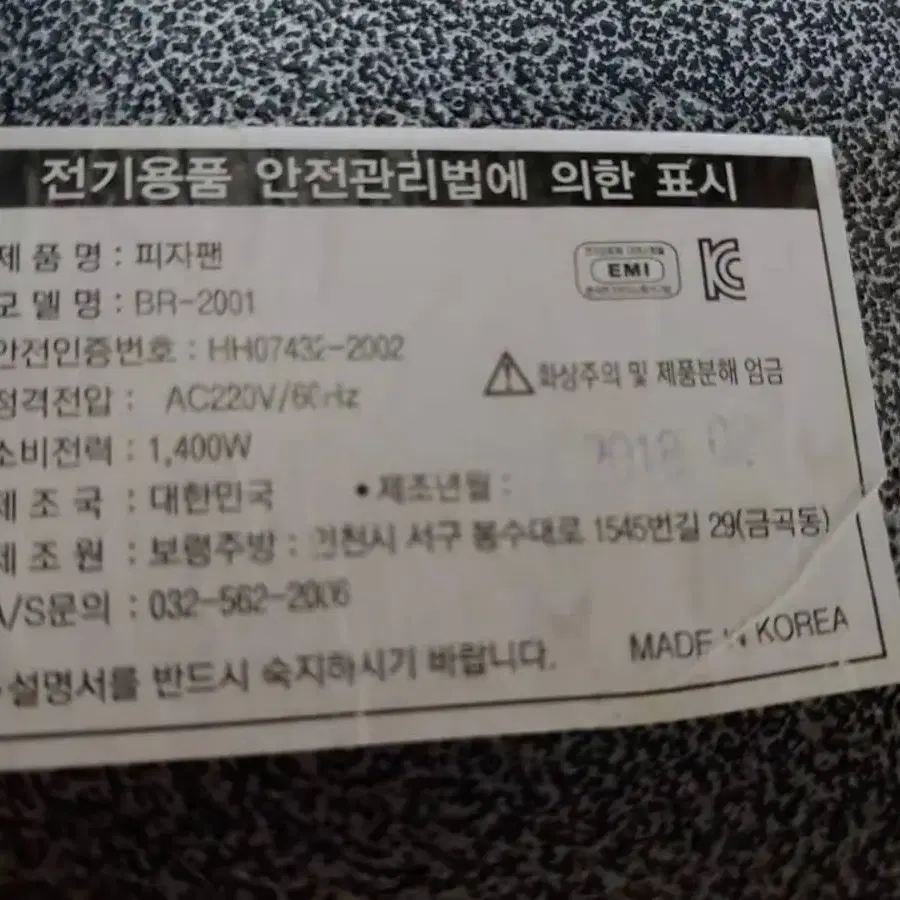 전기용품 안전관리법에 의한 표시
제 품 명 : 피자팬
EMI
모 델 명 : BR-2001
안전인증번호 : HH07432-2002
화상주의 및 제품분해 엄금
정격전압 : AC220V/60Hz
소비전력 : 1,400W
2018
제 조 국 : 대한민국
• 제조년월 :
제 조 원 : 보령주방 : 인천시 서구 봉수대로 1545번길 29(금곡동)
A/S문의 : 032-562-2006
설명서를 반드시 숙지하시기 바랍니다.
MADE IN KOREA